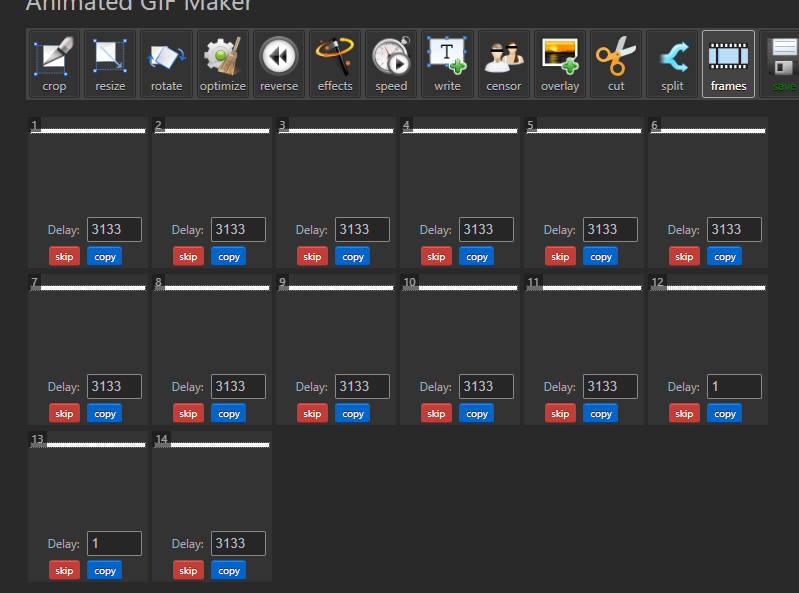 Animated GIF Maker
crop resize rotate optimize reverse effects speed write censor overlay cut split frames save
1 2 3 4 5 6
Delay: 3133 Delay: 3133 Delay: 3133 Delay: 3133 Delay: 3133 Delay: 3133
skip copy skip copy skip copy skip copy skip copy skip copy
7 8 9 10 11 12
Delay: 3133 Delay: 3133 Delay: 3133 Delay: 3133 Delay: 3133 Delay: 1
skip copy skip copy skip copy skip copy skip copy skip copy
13 14
Delay: 1 Delay: 3133
skip copy skip copy